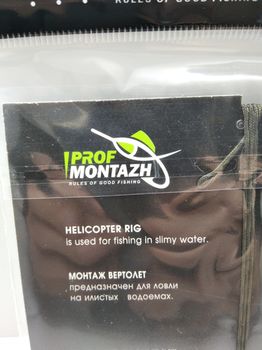 RULES OF GOOD FISHING
PROF
MONTAZH
RULES OF GOOD FISHING
HELICOPTER RIG
is used for fishing in slimy water.
МОНТАЖ ВЕРТОЛЕТ
предназначен для ловли
на илистых водоемах.